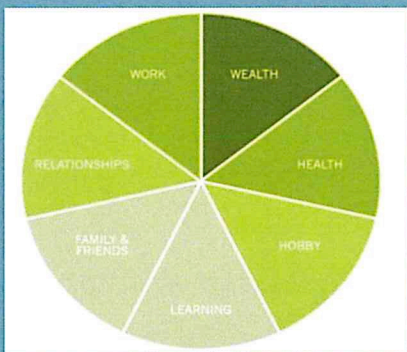 WORK
WEALTH
RELATIONSHIPS
HEALTH
FAMILY &
FRIENDS
HOBBY
LEARNING